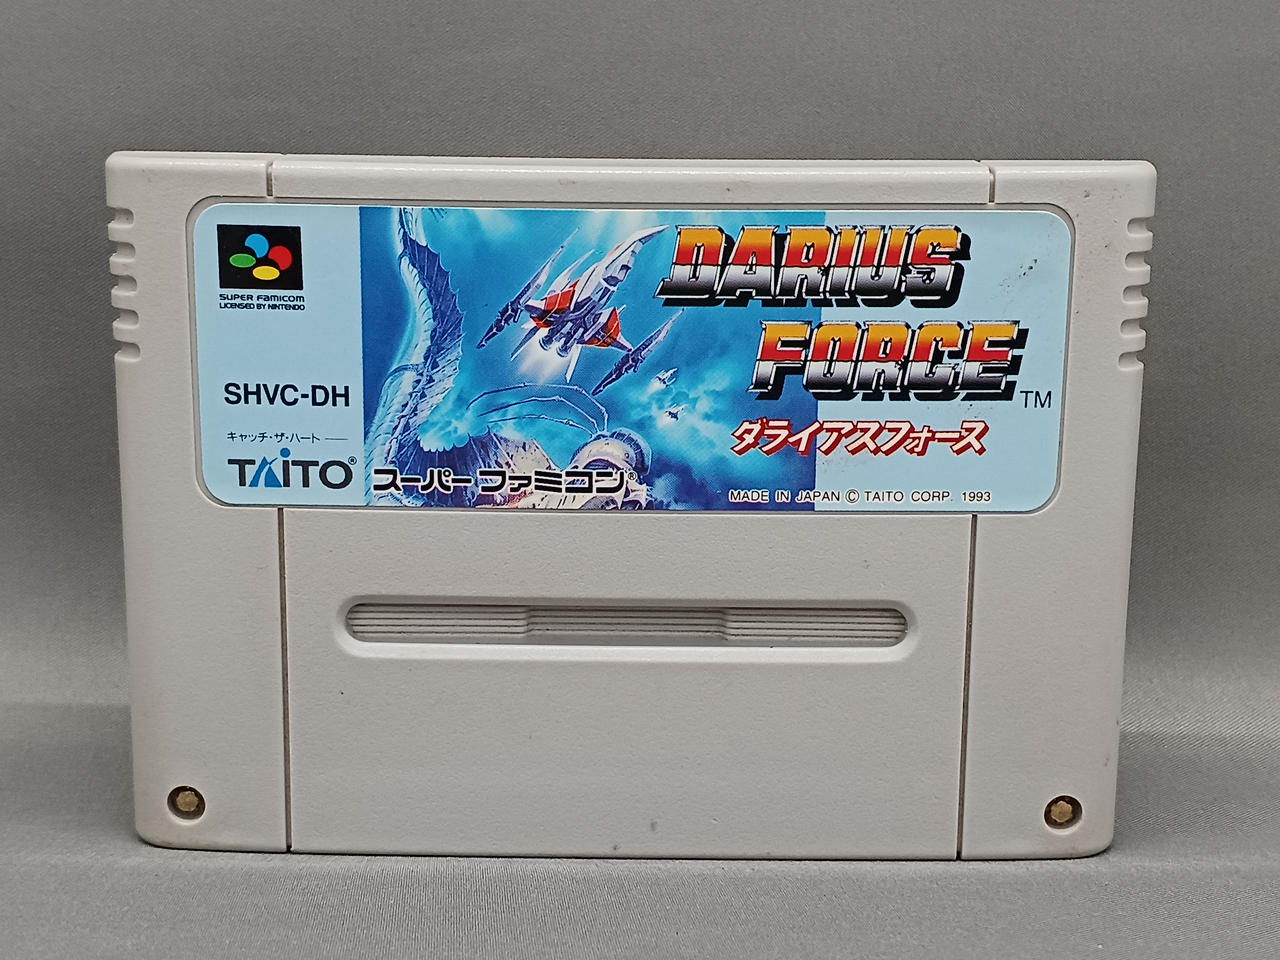 SUPER FAMICOM
LICENSED BY NINTENDO
SHVC-DH
キャッチ・ザ・ハート
TAITO®
スーパーファミコン®
DARIUS
FORCE™
ダライアスフォース
MADE IN JAPAN © TAITO CORP. 1993